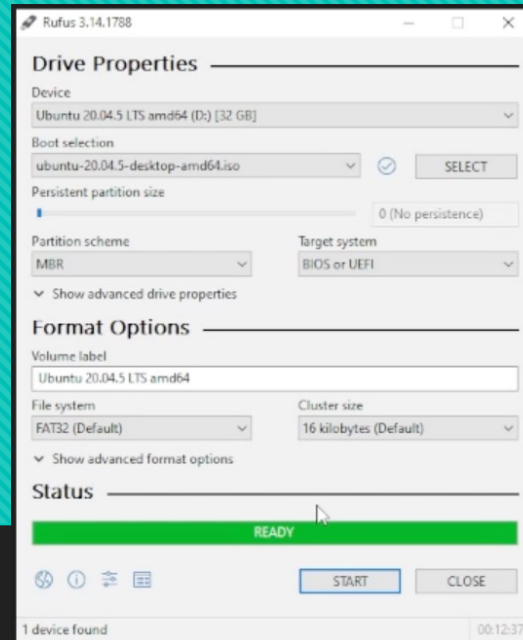 Rufus 3.14.1788
Drive Properties
Device
Ubuntu 20.04.5 LTS amd64 (D:) [32 GB]
Boot selection
ubuntu-20.04.5-desktop-amd64.iso
SELECT
Persistent partition size
0 (No persistence)
Partition scheme
Target system
MBR
BIOS or UEFI
Show advanced drive properties
Format Options
Volume label
Ubuntu 20.04.5 LTS amd64
File system
Cluster size
FAT32 (Default)
16 kilobytes (Default)
Show advanced format options
Status
READY
START
CLOSE
1 device found
00:12:37